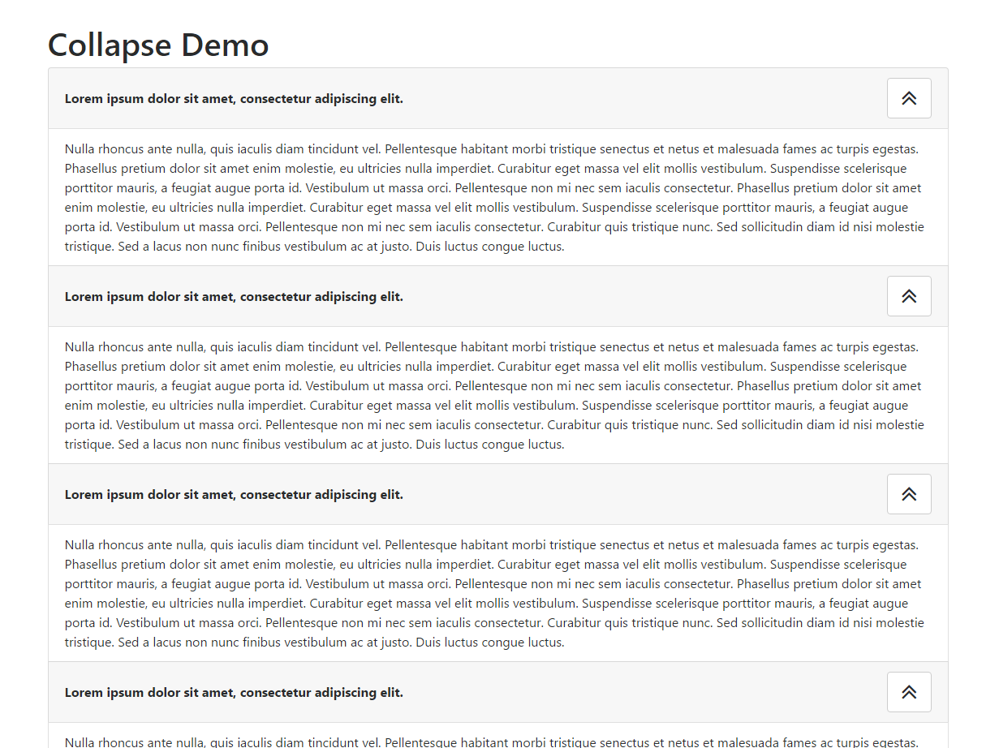 Collapse Demo
Lorem ipsum dolor sit amet, consectetur adipiscing elit.
Nulla rhoncus ante nulla, quis iaculis diam tincidunt vel. Pellentesque habitant morbi tristique senectus et netus et malesuada fames ac turpis egestas.
Phasellus pretium dolor sit amet enim molestie, eu ultricies nulla imperdiet. Curabitur eget massa vel elit mollis vestibulum. Suspendisse scelerisque
porttitor mauris, a feugiat augue porta id. Vestibulum ut massa orci. Pellentesque non mi nec sem iaculis consectetur. Phasellus pretium dolor sit amet
enim molestie, eu ultricies nulla imperdiet. Curabitur eget massa vel elit mollis vestibulum. Suspendisse scelerisque porttitor mauris, a feugiat augue
porta id. Vestibulum ut massa orci. Pellentesque non mi nec sem iaculis consectetur. Curabitur quis tristique nunc. Sed sollicitudin diam id nisi molestie
tristique. Sed a lacus non nunc finibus vestibulum ac at justo. Duis luctus congue luctus.
Lorem ipsum dolor sit amet, consectetur adipiscing elit.
Nulla rhoncus ante nulla, quis iaculis diam tincidunt vel. Pellentesque habitant morbi tristique senectus et netus et malesuada fames ac turpis egestas.
Phasellus pretium dolor sit amet enim molestie, eu ultricies nulla imperdiet. Curabitur eget massa vel elit mollis vestibulum. Suspendisse scelerisque
porttitor mauris, a feugiat augue porta id. Vestibulum ut massa orci. Pellentesque non mi nec sem iaculis consectetur. Phasellus pretium dolor sit amet
enim molestie, eu ultricies nulla imperdiet. Curabitur eget massa vel elit mollis vestibulum. Suspendisse scelerisque porttitor mauris, a feugiat augue
porta id. Vestibulum ut massa orci. Pellentesque non mi nec sem iaculis consectetur. Curabitur quis tristique nunc. Sed sollicitudin diam id nisi molestie
tristique. Sed a lacus non nunc finibus vestibulum ac at justo. Duis luctus congue luctus.
Lorem ipsum dolor sit amet, consectetur adipiscing elit.
Nulla rhoncus ante nulla, quis iaculis diam tincidunt vel. Pellentesque habitant morbi tristique senectus et netus et malesuada fames ac turpis egestas.
Phasellus pretium dolor sit amet enim molestie, eu ultricies nulla imperdiet. Curabitur eget massa vel elit mollis vestibulum. Suspendisse scelerisque
porttitor mauris, a feugiat augue porta id. Vestibulum ut massa orci. Pellentesque non mi nec sem iaculis consectetur. Phasellus pretium dolor sit amet
enim molestie, eu ultricies nulla imperdiet. Curabitur eget massa vel elit mollis vestibulum. Suspendisse scelerisque porttitor mauris, a feugiat augue
porta id. Vestibulum ut massa orci. Pellentesque non mi nec sem iaculis consectetur. Curabitur quis tristique nunc. Sed sollicitudin diam id nisi molestie
tristique. Sed a lacus non nunc finibus vestibulum ac at justo. Duis luctus congue luctus.
Lorem ipsum dolor sit amet, consectetur adipiscing elit.
Nulla rhoncus ante nulla, quis iaculis diam tincidunt vel. Pellentesque habitant morbi tristique senectus et netus et malesuada fames ac turpis egestas.